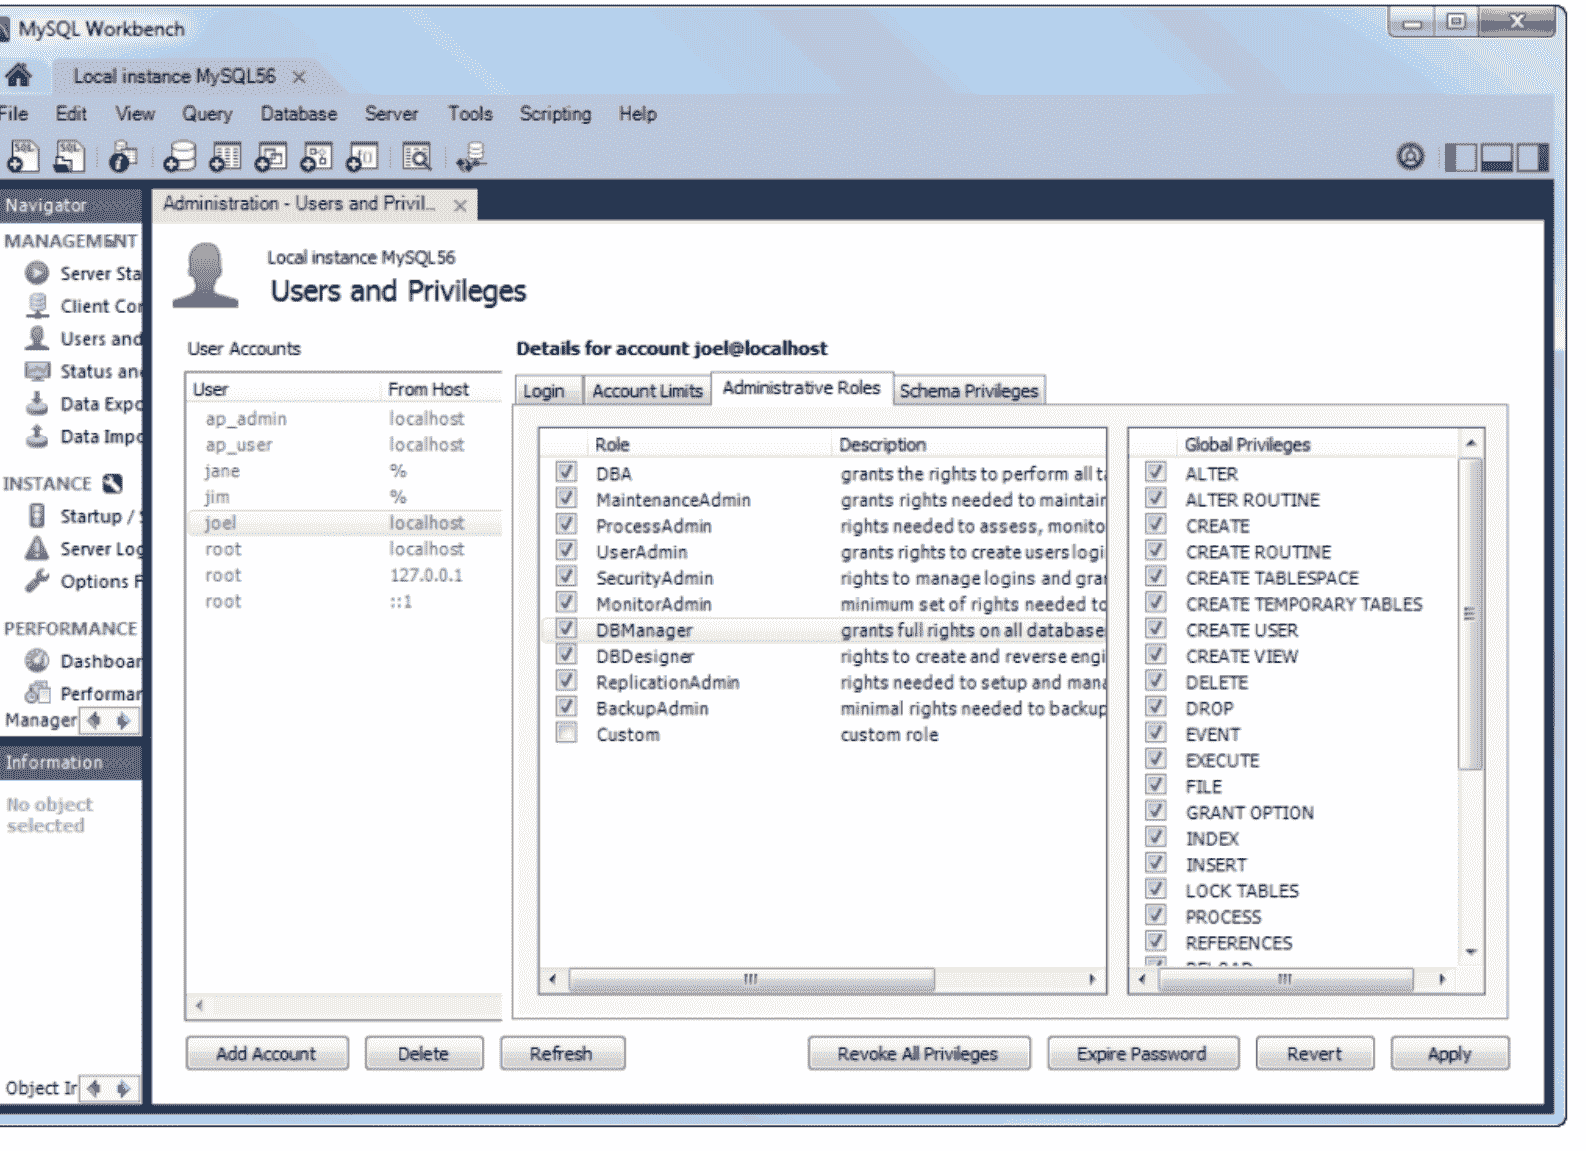 MySQL Workbench
Local instance MySQL56
File Edit View Query Database Server Tools Scripting Help
Navigator
Administration - Users and Privil...
MANAGEMENT
Server Sta
Client Cor
Users and
Status an
Data Expo
Data Impo
INSTANCE
Startup /
Server Log
Options F
PERFORMANCE
Dashboar
Performar
Manager
Information
No object
selected
Object Ir
Local instance MySQL56
Users and Privileges
User Accounts
User From Host
ap_admin localhost
ap_user localhost
jane %
jim %
joel localhost
root localhost
root 127.0.0.1
root ::1
Details for account joel@localhost
Login Account Limits Administrative Roles Schema Privileges
Role Description
DBA grants the rights to perform all ta
MaintenanceAdmin grants rights needed to maintain
ProcessAdmin rights needed to assess, monito
UserAdmin grants rights to create users logi
SecurityAdmin rights to manage logins and gran
MonitorAdmin minimum set of rights needed to
DBManager grants full rights on all database
DBDesigner rights to create and reverse engi
ReplicationAdmin rights needed to setup and mana
BackupAdmin minimal rights needed to backup
Custom custom role
Global Privileges
ALTER
ALTER ROUTINE
CREATE
CREATE ROUTINE
CREATE TABLESPACE
CREATE TEMPORARY TABLES
CREATE USER
CREATE VIEW
DELETE
DROP
EVENT
EXECUTE
FILE
GRANT OPTION
INDEX
INSERT
LOCK TABLES
PROCESS
REFERENCES
RELOAD
Add Account Delete Refresh Revoke All Privileges Expire Password Revert Apply